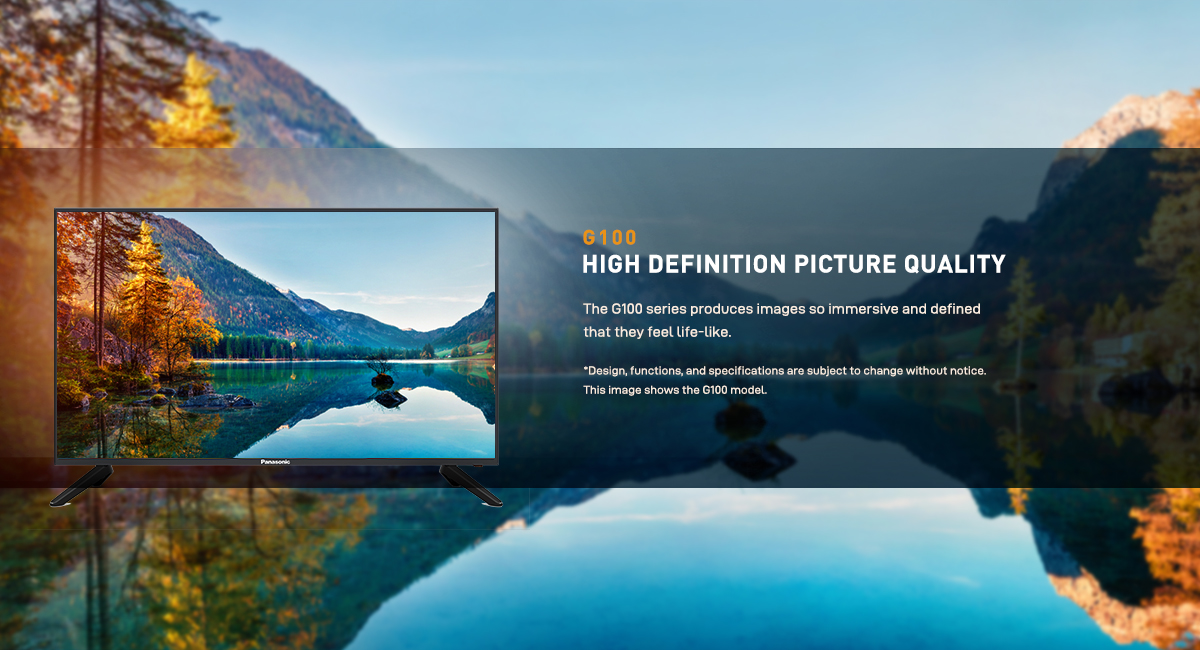 G100
HIGH DEFINITION PICTURE QUALITY
The G100 series produces images so immersive and defined
that they feel life-like.
*Design, functions, and specifications are subject to change without notice.
This image shows the G100 model.
Panasonic